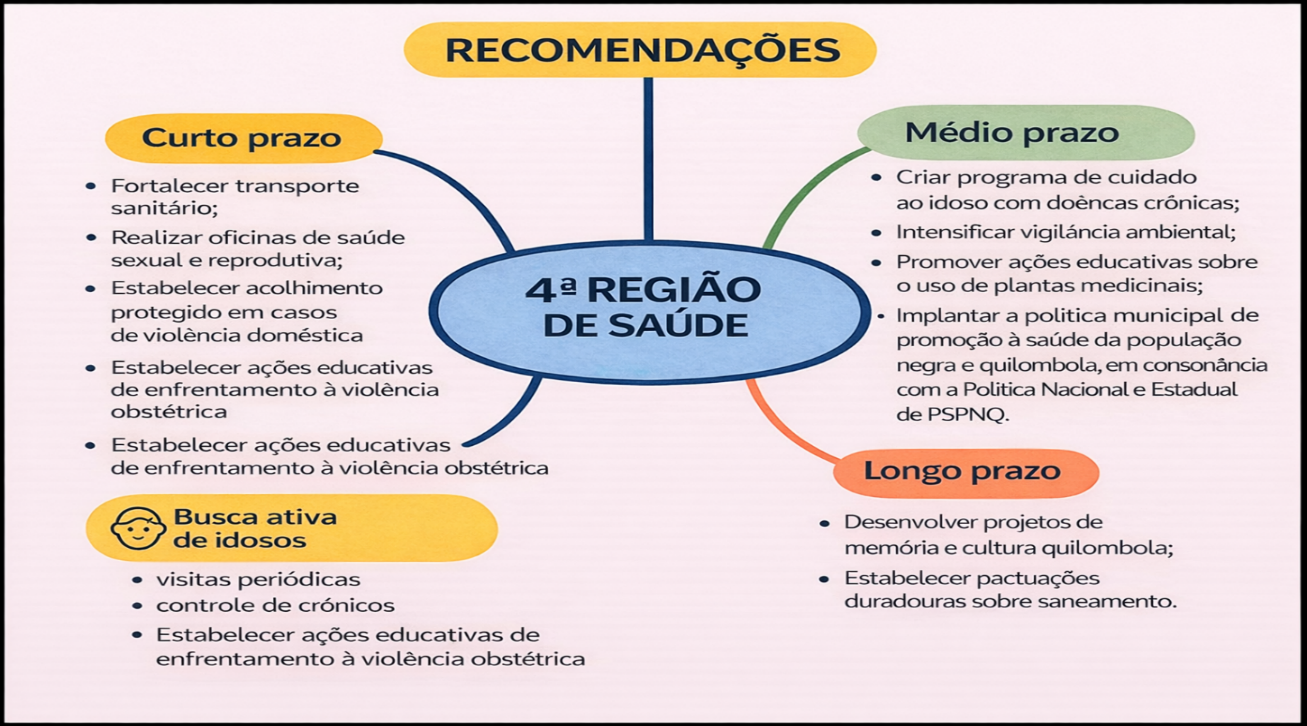 RECOMENDAÇÕES
Curto prazo
• Fortalecer transporte
sanitário;
• Realizar oficinas de saúde
sexual e reprodutiva;
• Estabelecer acolhimento
protegido em casos
de violência doméstica
• Estabelecer ações educativas
de enfrentamento à violência
obstétrica
• Estabelecer ações educativas
de enfrentamento à violência obstétrica
Busca ativa
de idosos
• visitas periódicas
• controle de crónicos
• Estabelecer ações educativas de
enfrentamento à violência obstétrica
4ª REGIÃO
DE SAÚDE
Médio prazo
• Criar programa de cuidado
ao idoso com doèncas crônicas;
• Intensificar vigiláncia ambiental;
• Promover ações educativas sobre
o uso de plantas medicinais;
• Implantar a politica municipal de
promoção à saúde da população
negra e quilombola, em consonância
com a Politica Nacional e Estadual
de PSPNQ.
Longo prazo
• Desenvolver projetos de
memória e cultura quilombola;
• Estabelecer pactuações
duradouras sobre saneamento.